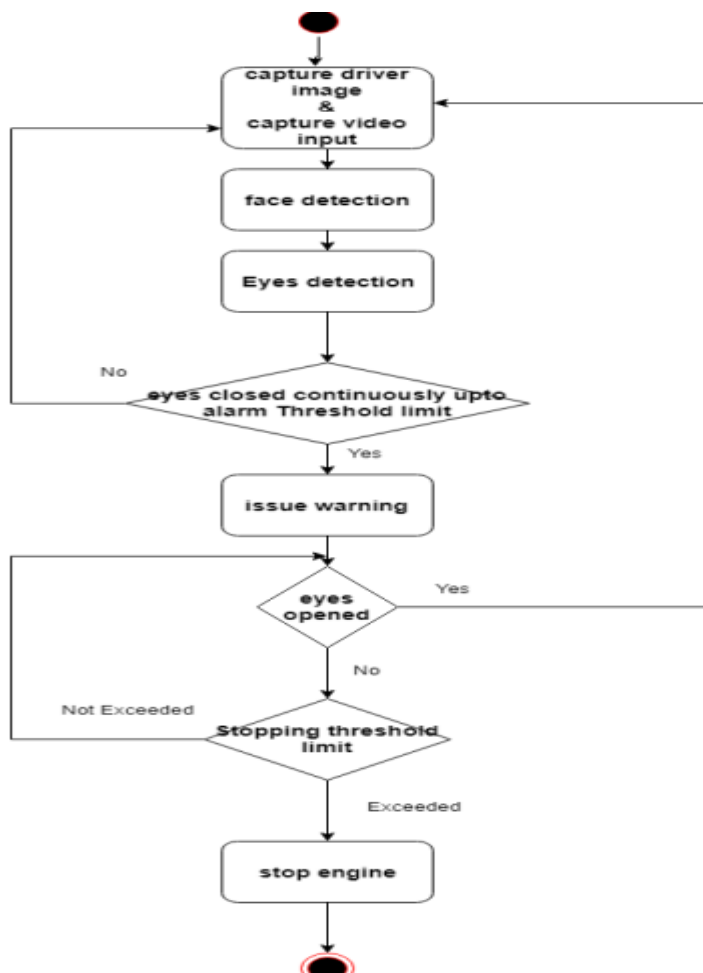 capture driver
image
&
capture video
input
face detection
Eyes detection
No
eyes closed continuously upto
alarm Threshold limit
Yes
issue warning
Yes
eyes
opened
No
Not Exceeded
Stopping threshold
limit
Exceeded
stop engine